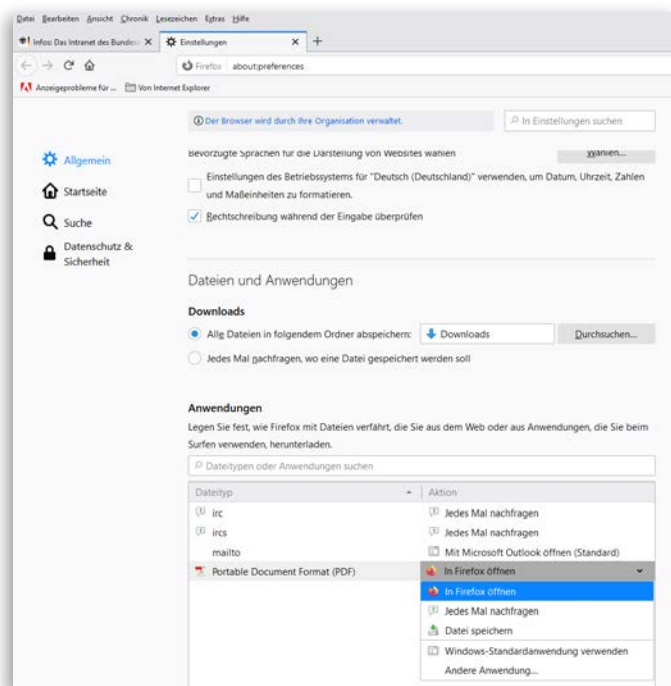 Datei Bearbeiten Ansicht Chronik Lesezeichen Extras Hilfe
Infos: Das Intranet des Bundes
Einstellungen
Firefox about:preferences
Anzeigeprobleme für ... Von Internet Explorer
Der Browser wird durch Ihre Organisation verwaltet.
In Einstellungen suchen
Allgemein
Startseite
Suche
Datenschutz &
Sicherheit
Bevorzugte Sprachen für die Darstellung von Websites wählen
Wählen...
Einstellungen des Betriebssystems für "Deutsch (Deutschland)" verwenden, um Datum, Uhrzeit, Zahlen
und Maßeinheiten zu formatieren.
Rechtschreibung während der Eingabe überprüfen
Dateien und Anwendungen
Downloads
Alle Dateien in folgendem Ordner abspeichern: Downloads Durchsuchen...
Jedes Mal nachfragen, wo eine Datei gespeichert werden soll
Anwendungen
Legen Sie fest, wie Firefox mit Dateien verfährt, die Sie aus dem Web oder aus Anwendungen, die Sie beim
Surfen verwenden, herunterladen.
Dateitypen oder Anwendungen suchen
Dateityp Aktion
irc Jedes Mal nachfragen
ircs Jedes Mal nachfragen
mailto Mit Microsoft Outlook öffnen (Standard)
Portable Document Format (PDF) In Firefox öffnen
In Firefox öffnen
Jedes Mal nachfragen
Datei speichern
Windows-Standardanwendung verwenden
Andere Anwendung...